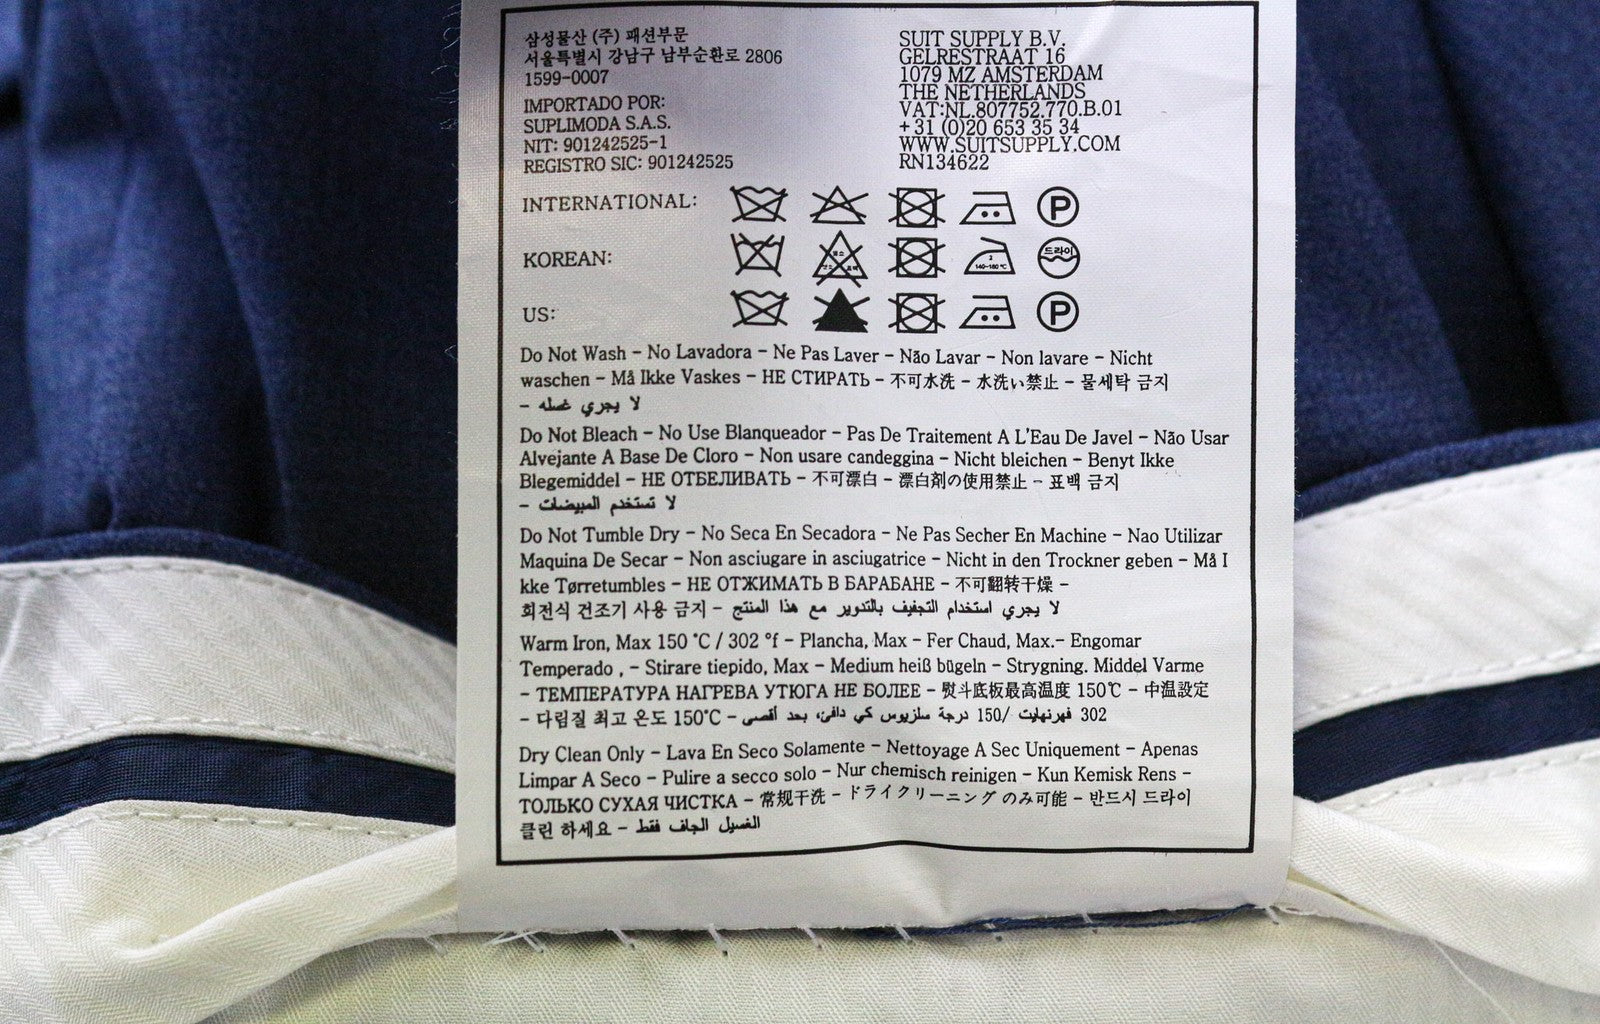 삼성물산 (주) 패션부문
서울특별시 강남구 남부순환로 2806
1599-0007
IMPORTADO POR:
SUPLIMODA S.A.S.
NIT: 901242525-1
REGISTRO SIC: 901242525
SUIT SUPPLY B.V.
GELRESTRAAT 16
1079 MZ AMSTERDAM
THE NETHERLANDS
VAT:NL.807752.770.B.01
+31 (0)20 653 35 34
WWW.SUITSUPPLY.COM
RN134622
INTERNATIONAL:
P
KOREAN:
2
140~160℃
드라이
US:
P
Do Not Wash - No Lavadora - Ne Pas Laver - Não Lavar - Non lavare - Nicht
waschen - Må Ikke Vaskes - НЕ СТИРАТЬ - 不可水洗 - 水洗い禁止 - 물세탁 금지
- لا يجري غسله
Do Not Bleach - No Use Blanqueador - Pas De Traitement A L'Eau De Javel - Não Usar
Alvejante A Base De Cloro - Non usare candeggina - Nicht bleichen - Benyt Ikke
Blegemiddel - НЕ ОТБЕЛИВАТЬ - 不可漂白 - 漂白剤の使用禁止 - 표백 금지
- لا تستخدم المبيضات
Do Not Tumble Dry - No Seca En Secadora - Ne Pas Secher En Machine - Nao Utilizar
Maquina De Secar - Non asciugare in asciugatrice - Nicht in den Trockner geben - Må I
kke Tørretumbles - НЕ ОТЖИМАТЬ В БАРАБАНЕ - 不可翻转干燥 -
회전식 건조기 사용 금지 - لا يجري استخدام التجفيف بالتدوير مع هذا المنتج
Warm Iron, Max 150 °C / 302 °f - Plancha, Max - Fer Chaud, Max.- Engomar
Temperado , - Stirare tiepido, Max - Medium heiß bügeln - Strygning. Middel Varme
- ТЕМПЕРАТУРА НАГРЕВА УТЮГА НЕ БОЛЕЕ - 熨斗底板最高温度 150℃ - 中温設定
- 다림질 최고 온도 150°C - كي دافئ، بحد أقصى 150 درجة سلزيوس/ 302 فهرنهايت
Dry Clean Only - Lava En Seco Solamente - Nettoyage A Sec Uniquement - Apenas
Limpar A Seco - Pulire a secco solo - Nur chemisch reinigen - Kun Kemisk Rens -
ТОЛЬКО СУХАЯ ЧИСТКА - 常规干洗 - ドライクリーニング のみ可能 - 반드시 드라이
클린 하세요 - الغسيل الجاف فقط